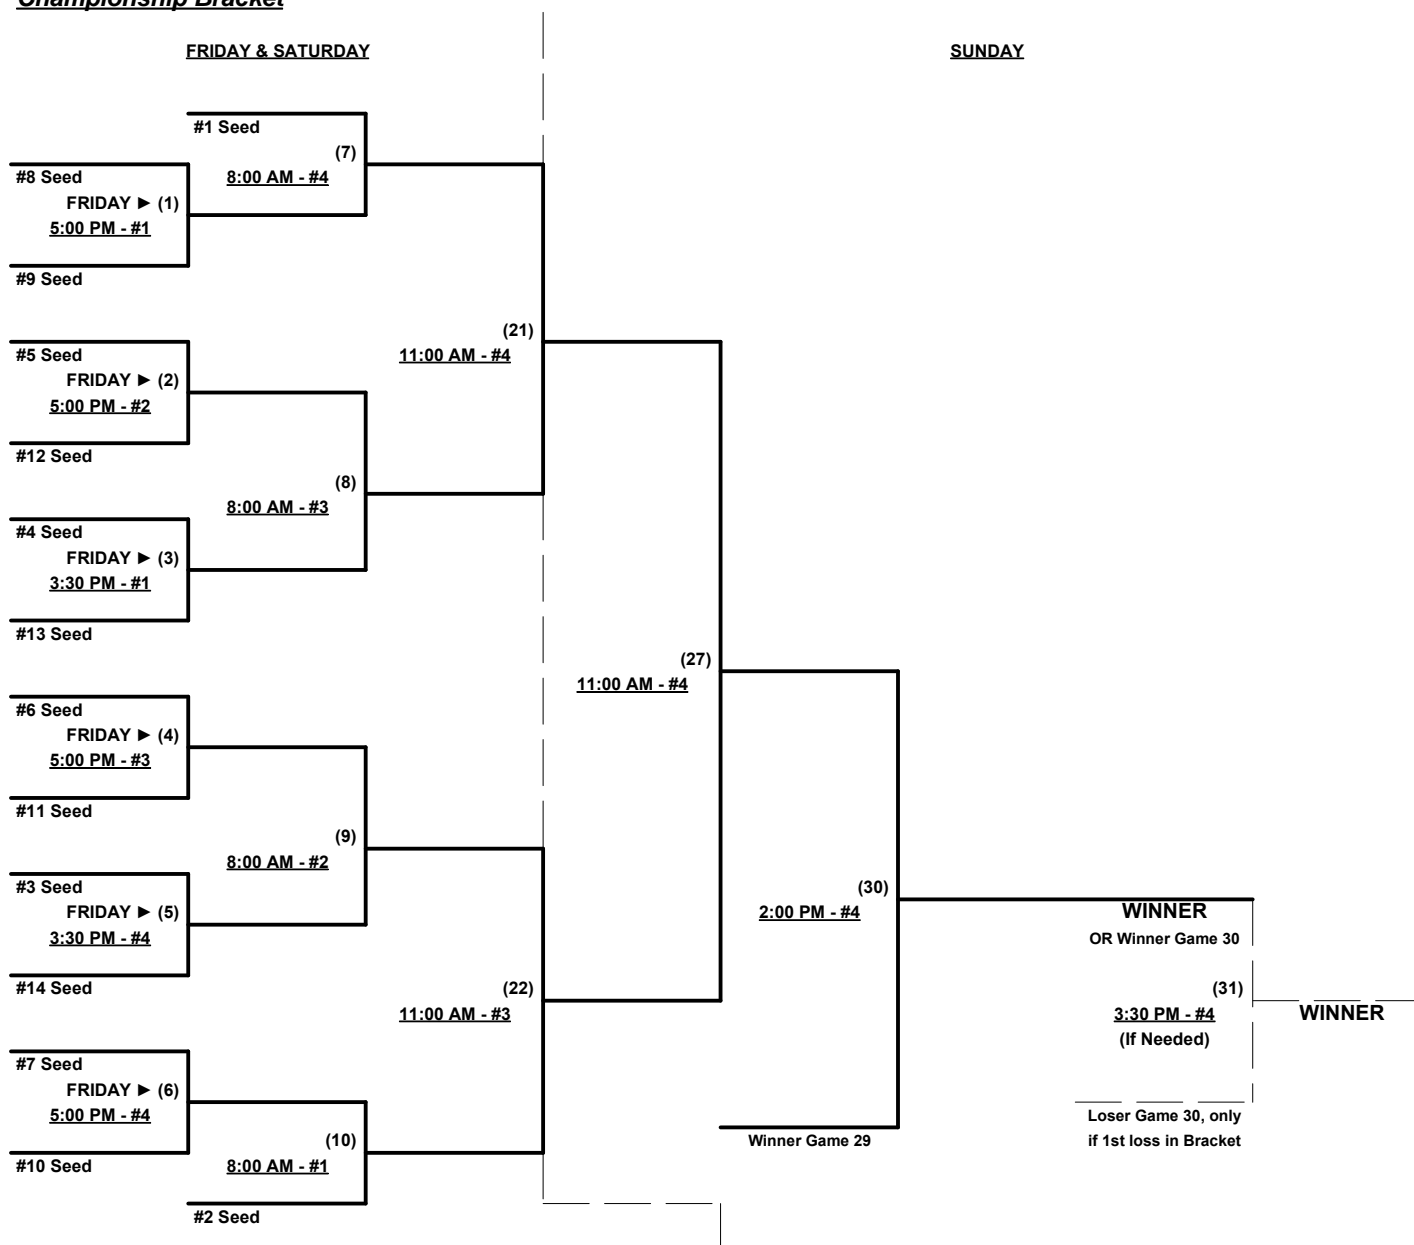 Championship Bracket
FRIDAY & SATURDAY
SUNDAY
#1 Seed
(7)
8:00 AM - #4
#8 Seed
FRIDAY ► (1)
5:00 PM - #1
#9 Seed
(21)
11:00 AM - #4
#5 Seed
FRIDAY ► (2)
5:00 PM - #2
#12 Seed
(8)
8:00 AM - #3
#4 Seed
FRIDAY ► (3)
3:30 PM - #1
#13 Seed
(27)
11:00 AM - #4
#6 Seed
FRIDAY ► (4)
5:00 PM - #3
#11 Seed
(9)
8:00 AM - #2
#3 Seed
FRIDAY ► (5)
3:30 PM - #4
#14 Seed
(30)
2:00 PM - #4
WINNER
OR Winner Game 30
(22)
11:00 AM - #3
(31)
3:30 PM - #4
(If Needed)
WINNER
#7 Seed
FRIDAY ► (6)
5:00 PM - #4
#10 Seed
(10)
8:00 AM - #1
#2 Seed
Winner Game 29
Loser Game 30, only
if 1st loss in Bracket